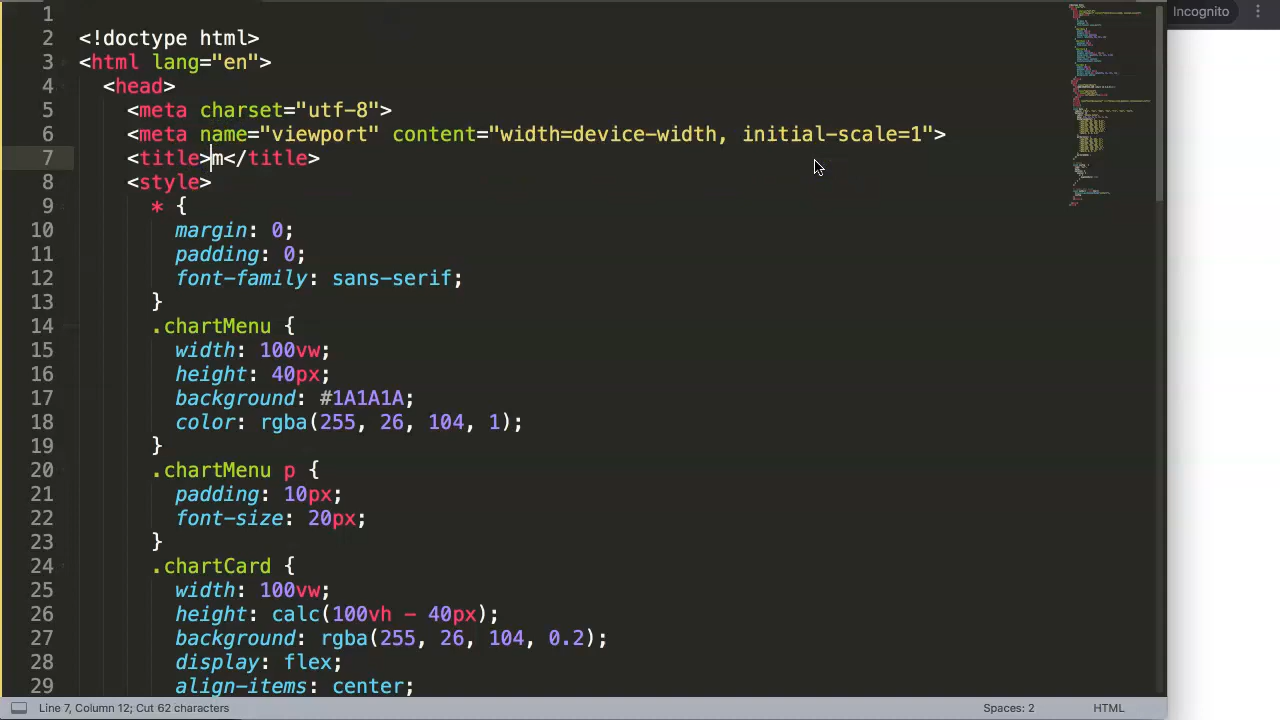 Incognito
1
2 <!doctype html>
3 <html lang="en">
4 <head>
5 <meta charset="utf-8">
6 <meta name="viewport" content="width=device-width, initial-scale=1">
7 <title>m</title>
8 <style>
9 * {
10 margin: 0;
11 padding: 0;
12 font-family: sans-serif;
13 }
14 .chartMenu {
15 width: 100vw;
16 height: 40px;
17 background: #1A1A1A;
18 color: rgba(255, 26, 104, 1);
19 }
20 .chartMenu p {
21 padding: 10px;
22 font-size: 20px;
23 }
24 .chartCard {
25 width: 100vw;
26 height: calc(100vh - 40px);
27 background: rgba(255, 26, 104, 0.2);
28 display: flex;
29 align-items: center;
Line 7, Column 12; Cut 62 characters Spaces: 2 HTML